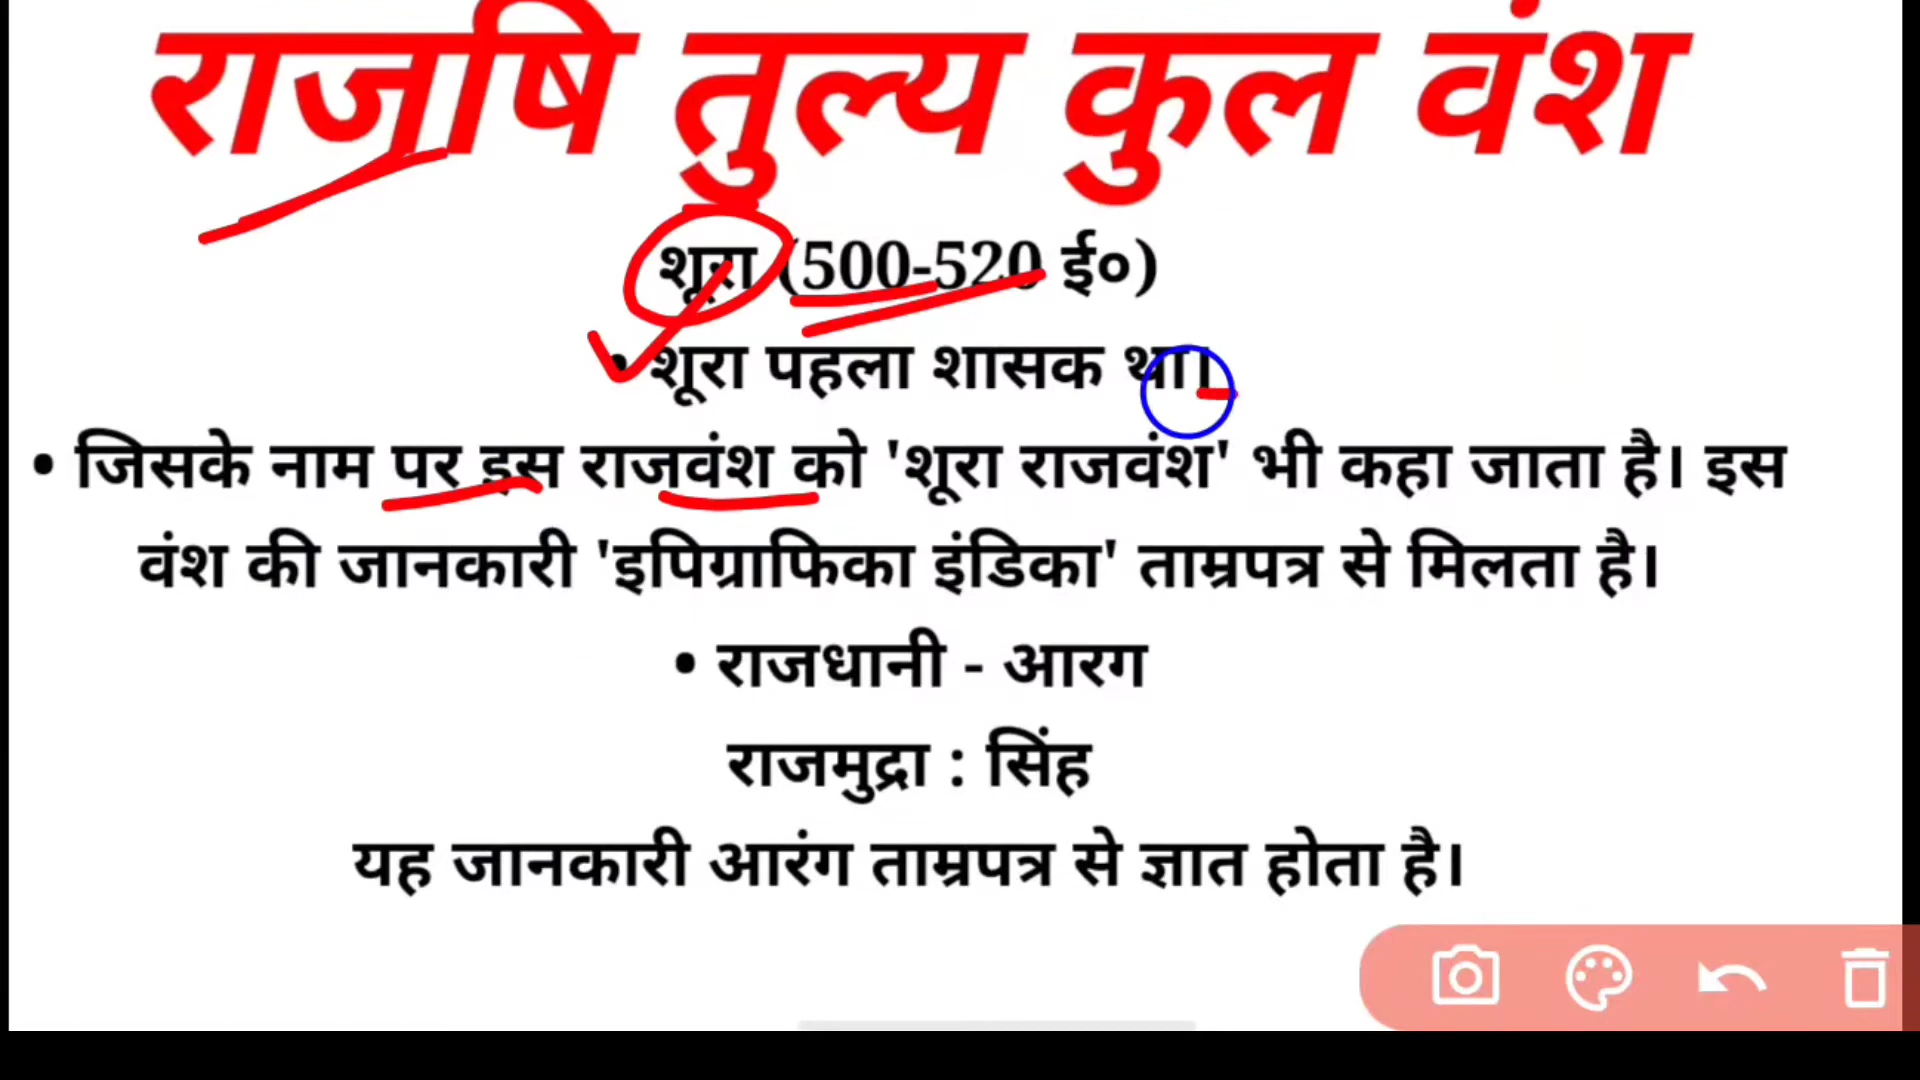 राजर्षि तुल्य कुल वंश
शूरा (500-520 ई०)
• शूरा पहला शासक था।
• जिसके नाम पर इस राजवंश को 'शूरा राजवंश' भी कहा जाता है। इस
वंश की जानकारी 'इपिग्राफिका इंडिका' ताम्रपत्र से मिलता है।
• राजधानी - आरग
राजमुद्रा : सिंह
यह जानकारी आरंग ताम्रपत्र से ज्ञात होता है।